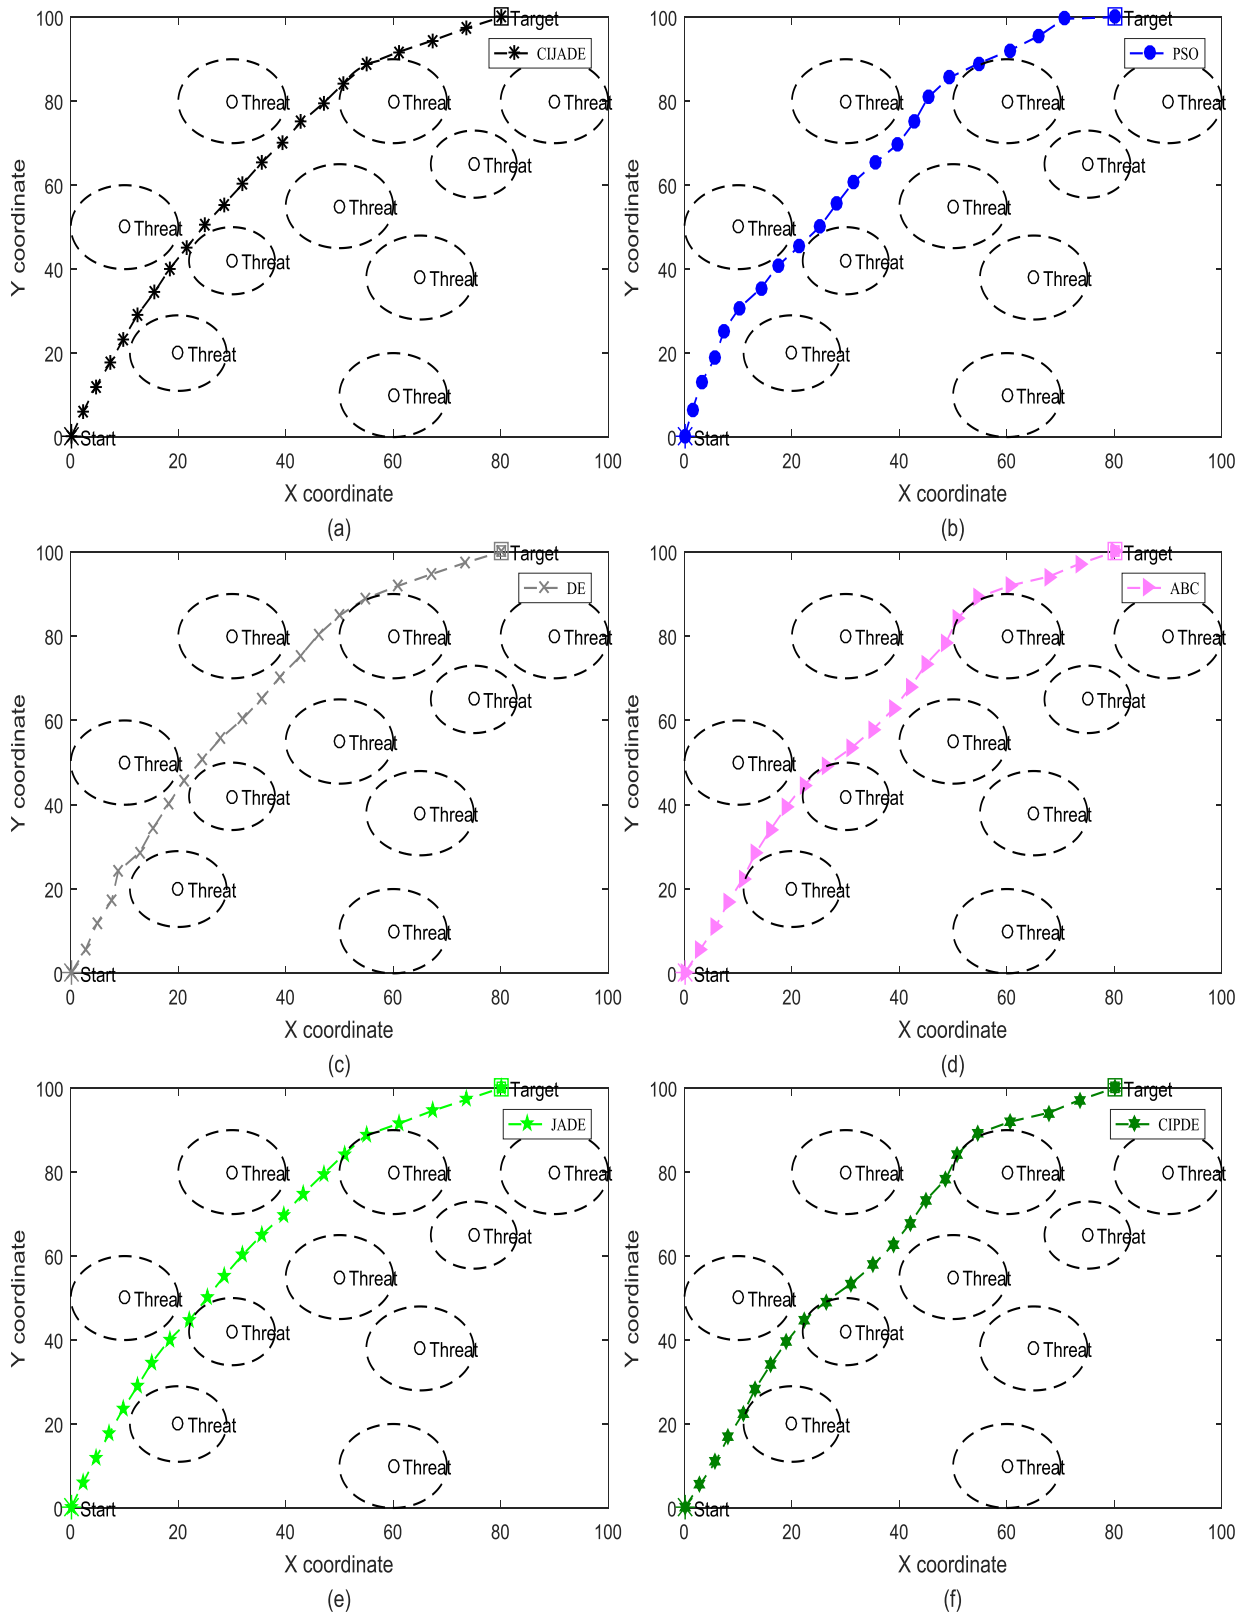 100
80
60
40
20
0
Y coordinate
Target
CIJADE
Threat
Threat
Threat
Threat
Threat
Threat
Threat
Threat
Threat
Threat
Start
0
20
40
60
80
100
X coordinate
(a)
100
80
60
40
20
0
Y coordinate
Target
PSO
Threat
Threat
Threat
Threat
Threat
Threat
Threat
Threat
Threat
Threat
Start
0
20
40
60
80
100
X coordinate
(b)
100
80
60
40
20
0
Y coordinate
Target
DE
Threat
Threat
Threat
Threat
Threat
Threat
Threat
Threat
Threat
Threat
Start
0
20
40
60
80
100
X coordinate
(c)
100
80
60
40
20
0
Y coordinate
Target
ABC
Threat
Threat
Threat
Threat
Threat
Threat
Threat
Threat
Threat
Threat
Start
0
20
40
60
80
100
X coordinate
(d)
100
80
60
40
20
0
Y coordinate
Target
JADE
Threat
Threat
Threat
Threat
Threat
Threat
Threat
Threat
Threat
Threat
Start
0
20
40
60
80
100
X coordinate
(e)
100
80
60
40
20
0
Y coordinate
Target
CIPDE
Threat
Threat
Threat
Threat
Threat
Threat
Threat
Threat
Threat
Threat
Start
0
20
40
60
80
100
X coordinate
(f)